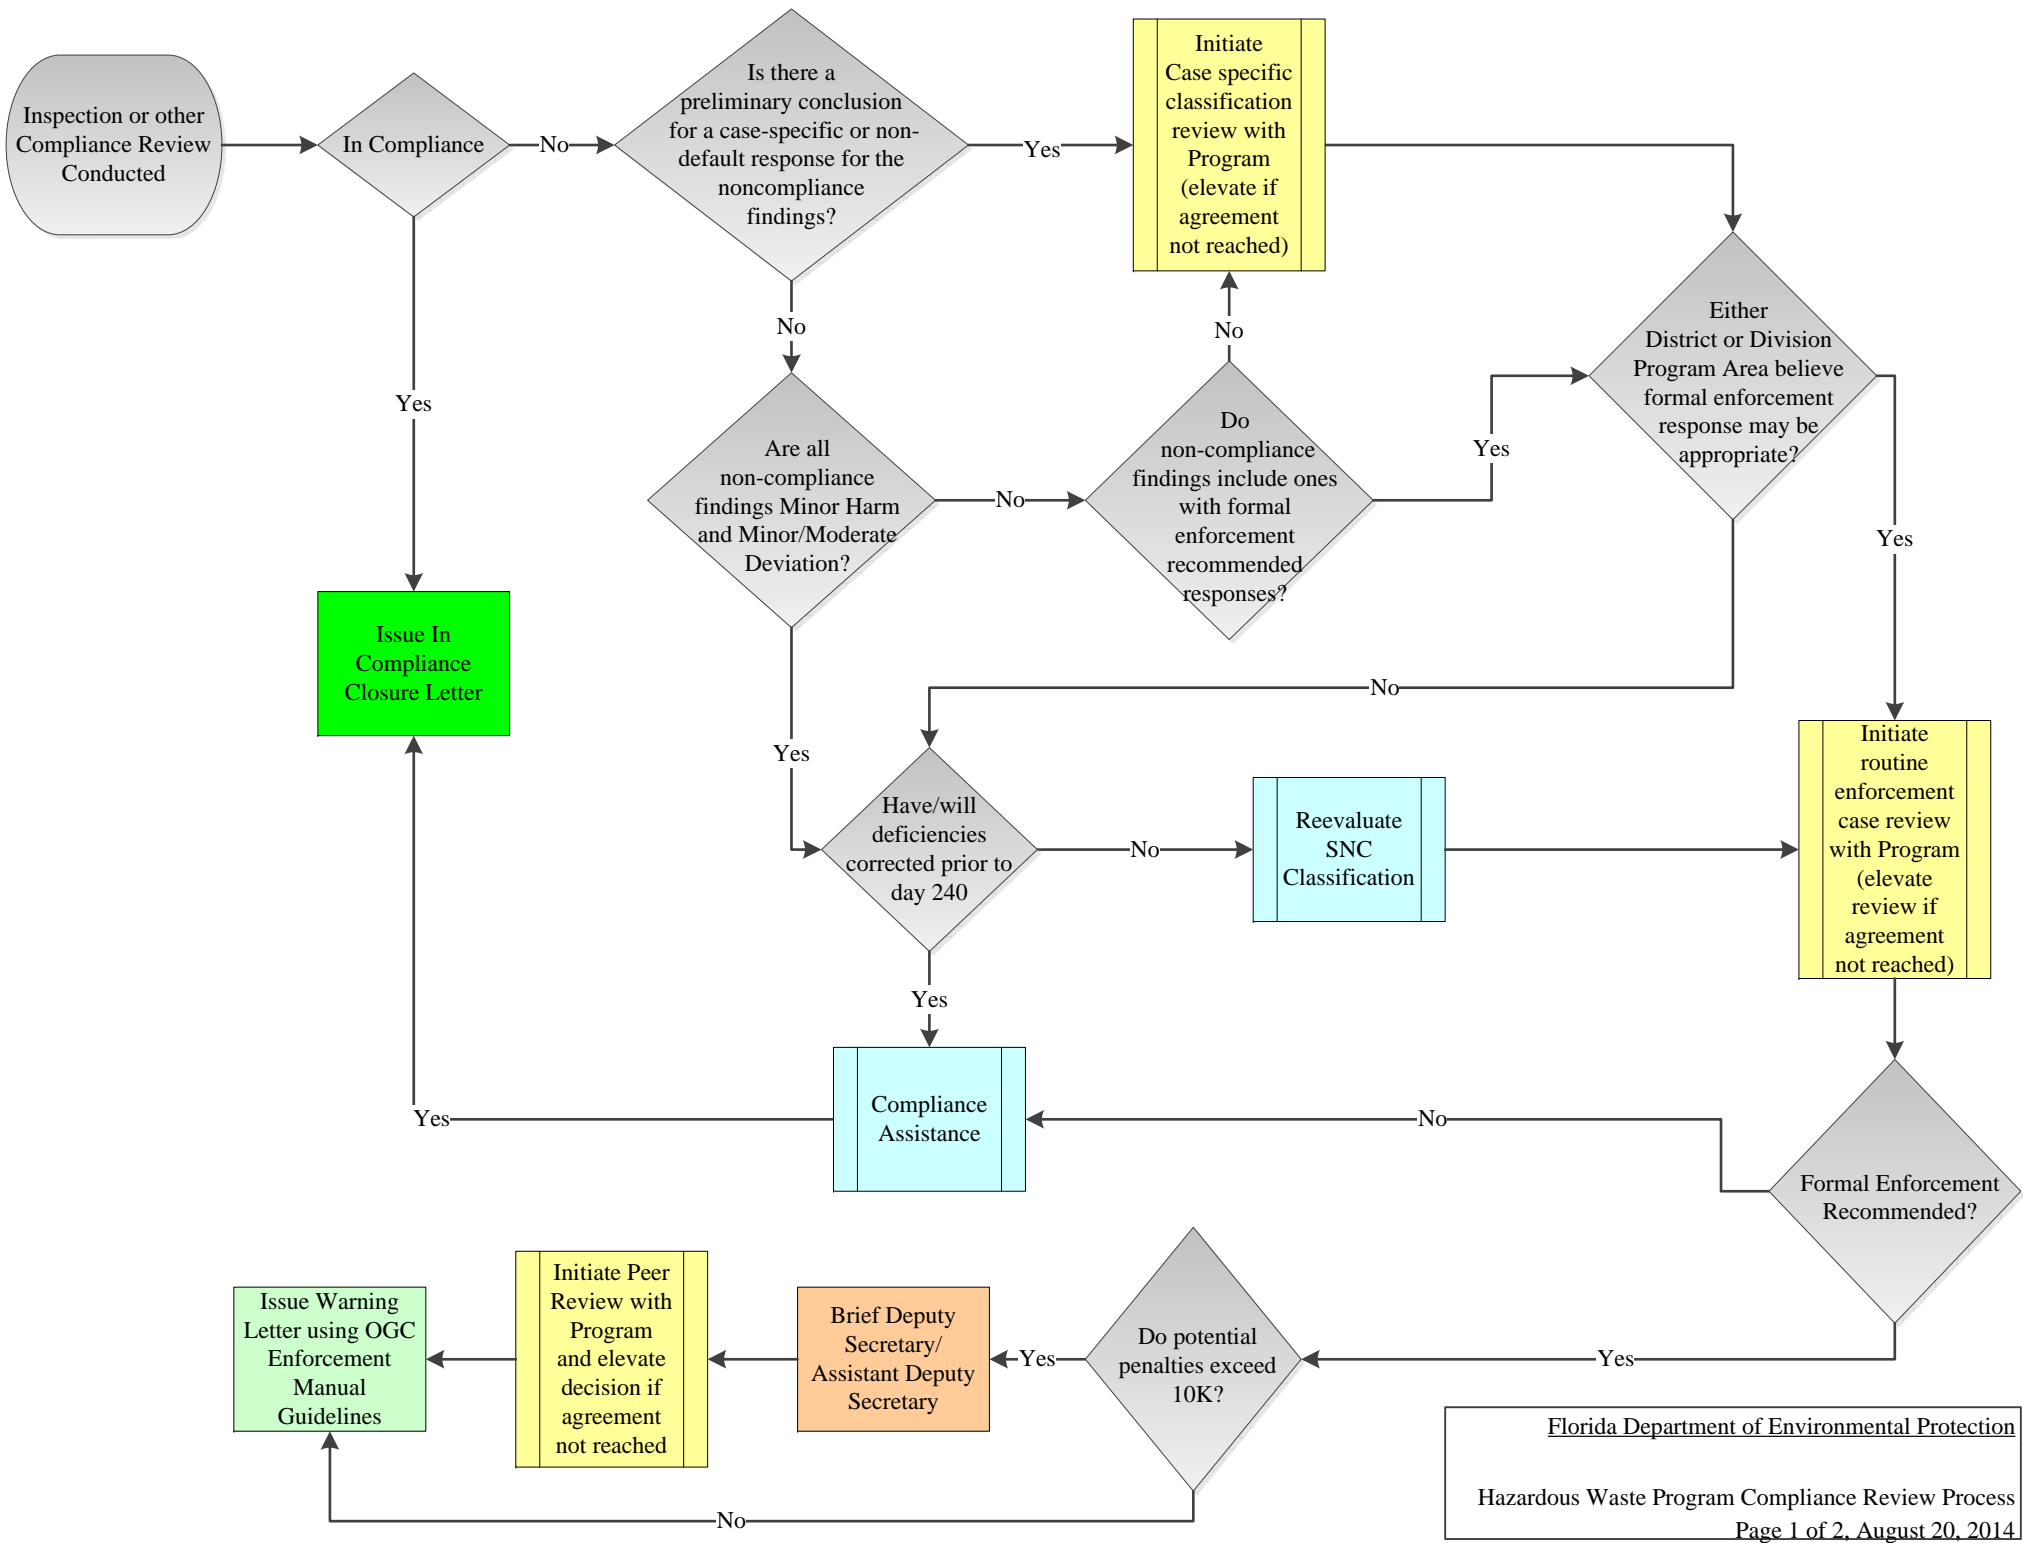 Inspection or other
Compliance Review
Conducted
In Compliance
No
Is there a
preliminary conclusion
for a case-specific or non-
default response for the
noncompliance
findings?
Yes
Initiate
Case specific
classification
review with
Program
(elevate if
agreement
not reached)
No
No
Yes
Either
District or Division
Program Area believe
formal enforcement
response may be
appropriate?
Are all
non-compliance
findings Minor Harm
and Minor/Moderate
Deviation?
No
Do
non-compliance
findings include ones
with formal
enforcement
recommended
responses?
Yes
Yes
Issue In
Compliance
Closure Letter
No
Yes
Have/will
deficiencies
corrected prior to
day 240
No
Reevaluate
SNC
Classification
Initiate
routine
enforcement
case review
with Program
(elevate
review if
agreement
not reached)
Yes
Yes
Compliance
Assistance
No
Formal Enforcement
Recommended?
Issue Warning
Letter using OGC
Enforcement
Manual
Guidelines
Initiate Peer
Review with
Program
and elevate
decision if
agreement
not reached
Brief Deputy
Secretary/
Assistant Deputy
Secretary
Yes
Do potential
penalties exceed
10K?
Yes
No
Florida Department of Environmental Protection
Hazardous Waste Program Compliance Review Process
Page 1 of 2, August 20, 2014